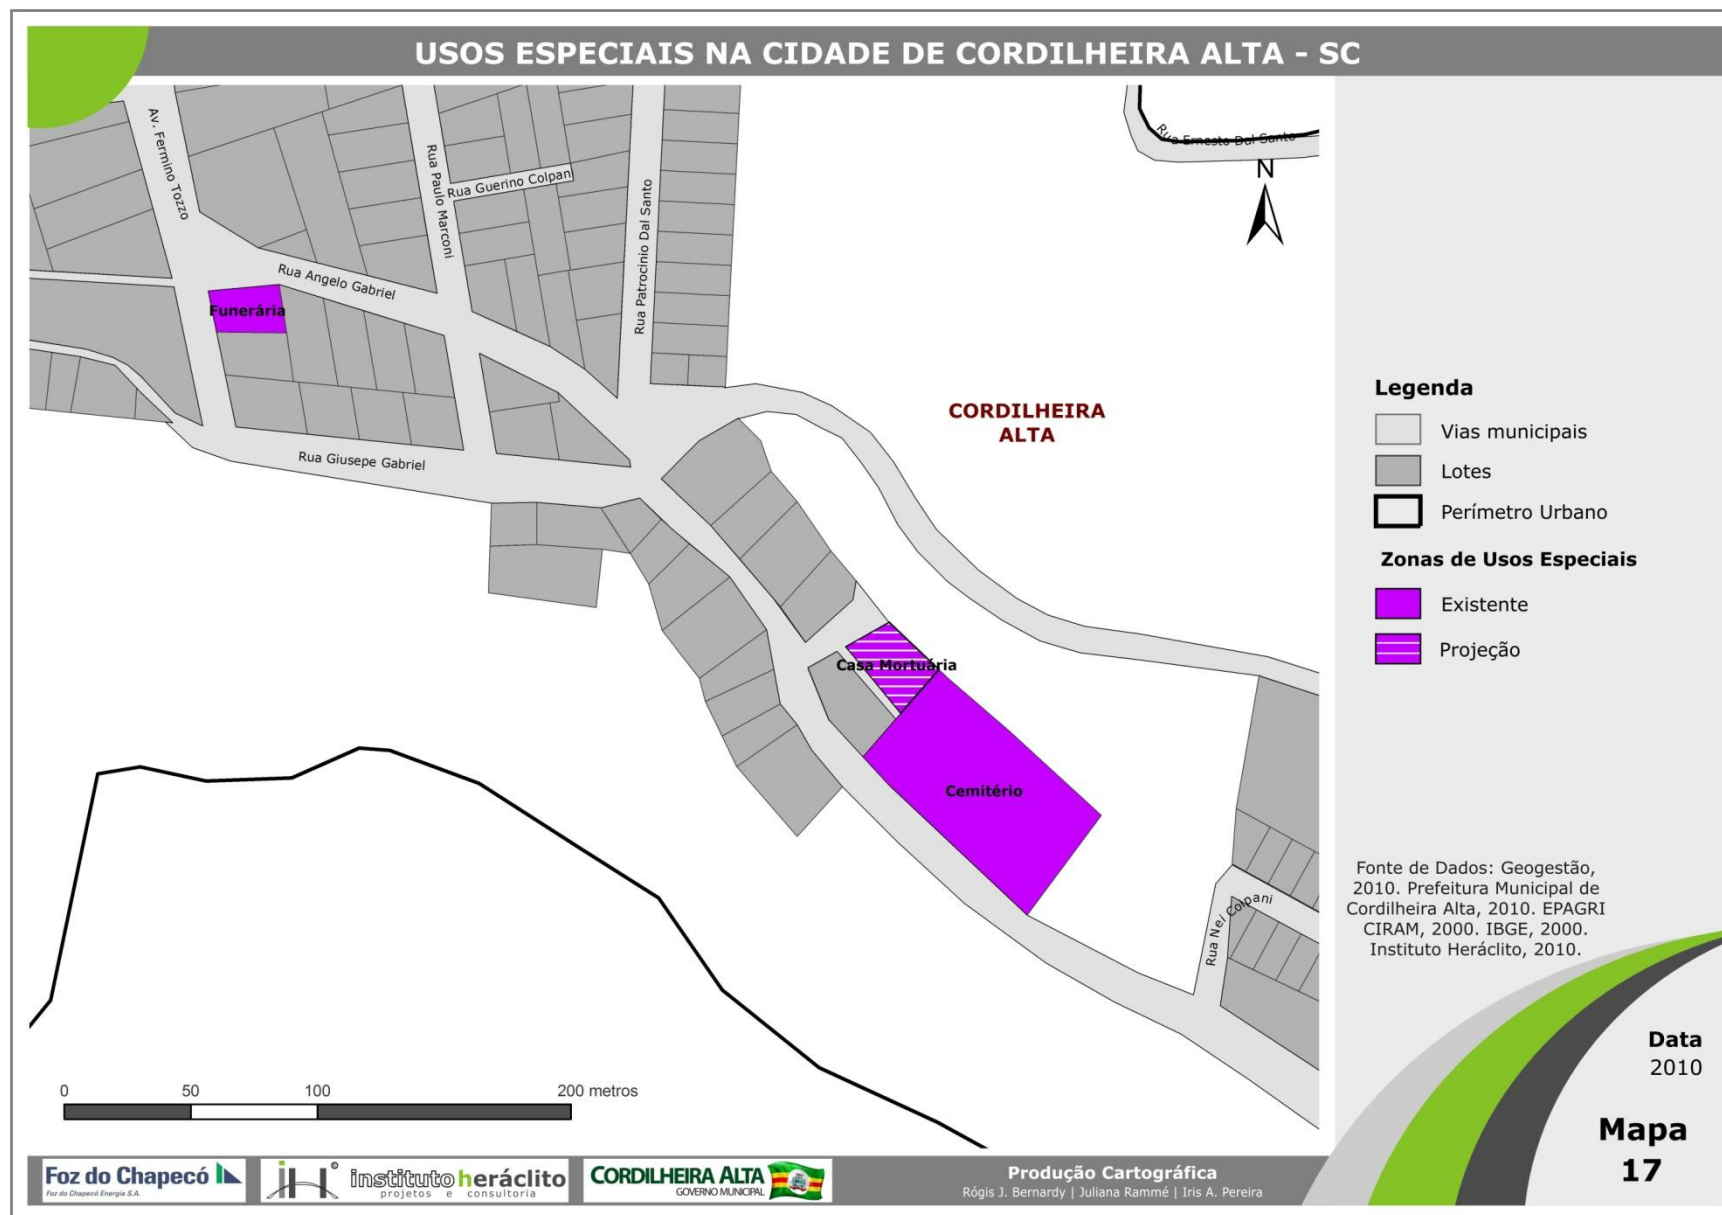 USOS ESPECIAIS NA CIDADE DE CORDILHEIRA ALTA - SC
Av. Fermino Tozzo
Rua Paulo Marconi
Rua Guerino Colpan
Rua Patrocinio Dal Santo
Rua Ernesto Dal Santo
N
Rua Angelo Gabriel
Funerária
Rua Giusepe Gabriel
CORDILHEIRA
ALTA
Casa Mortuária
Cemitério
Rua Nei Colpani
0 50 100 200 metros
Legenda
Vias municipais
Lotes
Perímetro Urbano
Zonas de Usos Especiais
Existente
Projeção
Fonte de Dados: Geogestão,
2010. Prefeitura Municipal de
Cordilheira Alta, 2010. EPAGRI
CIRAM, 2000. IBGE, 2000.
Instituto Heráclito, 2010.
Data
2010
Mapa
17
Foz do Chapecó
Foz do Chapecó Energia S.A.
iH
instituto heráclito
projetos e consultoria
CORDILHEIRA ALTA
GOVERNO MUNICIPAL
Produção Cartográfica
Rógis J. Bernardy | Juliana Rammé | Iris A. Pereira